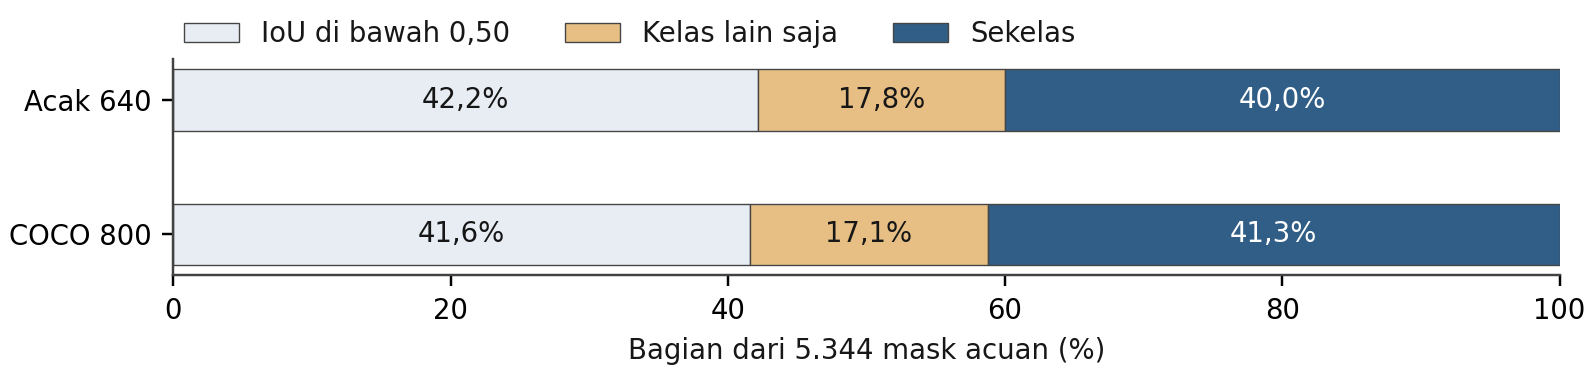 IoU di bawah 0,50 Kelas lain saja Sekelas
Acak 640 42,2% 17,8% 40,0%
COCO 800 41,6% 17,1% 41,3%
0 20 40 60 80 100
Bagian dari 5.344 mask acuan (%)